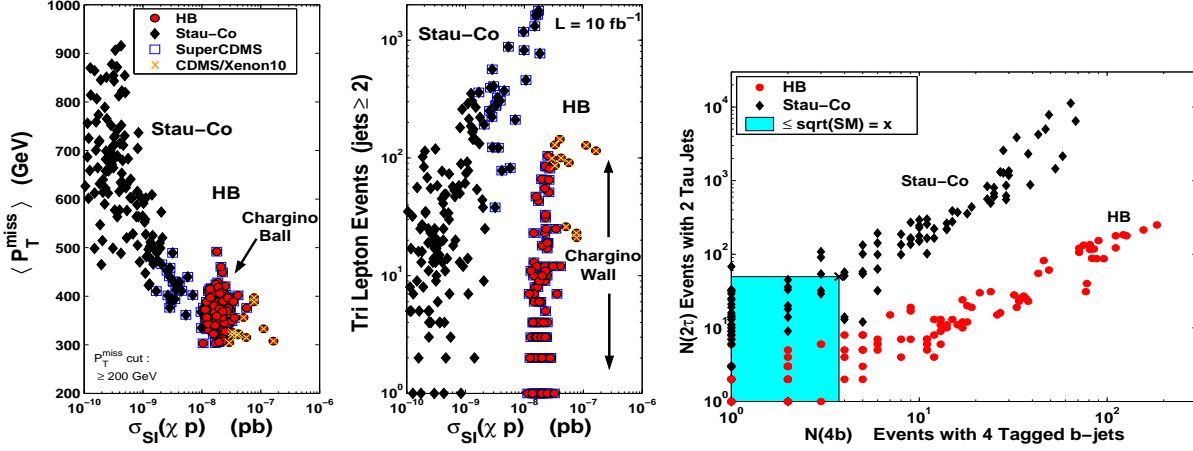 1000
900
800
700
600
500
400
300
200
⟨ P_T^miss ⟩ (GeV)
HB
Stau−Co
SuperCDMS
CDMS/Xenon10
Stau−Co
HB
Chargino
Ball
P_T^miss cut :
≥ 200 GeV
10^−10 10^−9 10^−8 10^−7 10^−6
σ_SI(χ p) (pb)
10^3
10^2
10^1
10^0
Tri Lepton Events (jets ≥ 2)
L = 10 fb^−1
Stau−Co
HB
Chargino
Wall
10^−10 10^−9 10^−8 10^−7 10^−6
σ_SI(χ p) (pb)
10^4
10^3
10^2
10^1
10^0
N(2τ) Events with 2 Tau Jets
HB
Stau−Co
≤ sqrt(SM) = x
Stau−Co
HB
10^0 10^1 10^2
N(4b) Events with 4 Tagged b−jets